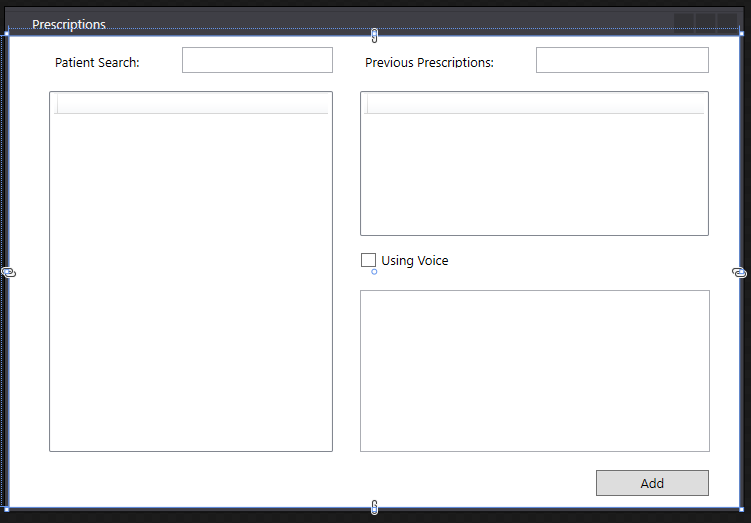 Prescriptions
Patient Search:
Previous Prescriptions:
Using Voice
Add